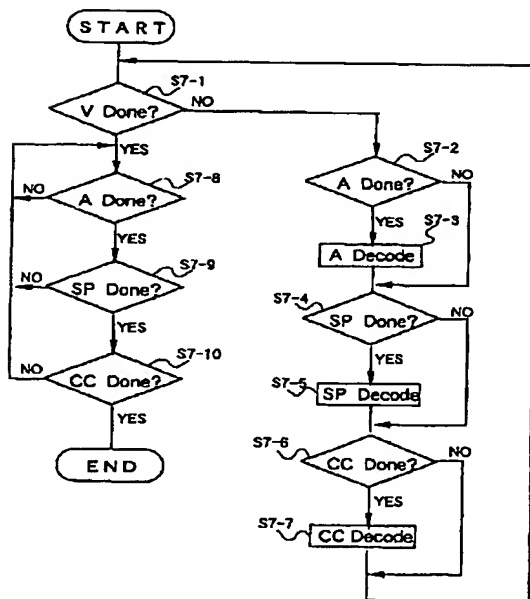 START
S7-1
V Done?
NO
YES
S7-8
A Done?
NO
YES
S7-9
SP Done?
NO
YES
S7-10
CC Done?
NO
YES
END
S7-2
A Done?
NO
YES
S7-3
A Decode
S7-4
SP Done?
NO
YES
S7-5
SP Decode
S7-6
CC Done?
NO
YES
S7-7
CC Decode